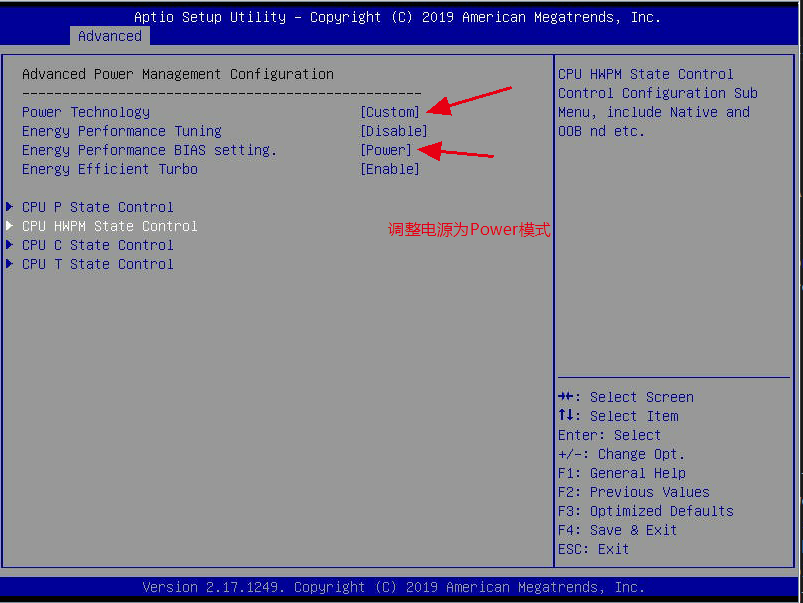 Aptio Setup Utility – Copyright (C) 2019 American Megatrends, Inc.
Advanced
Advanced Power Management Configuration
--------------------------------------------------
Power Technology [Custom]
Energy Performance Tuning [Disable]
Energy Performance BIAS setting. [Power]
Energy Efficient Turbo [Enable]
CPU P State Control
CPU HWPM State Control
CPU C State Control
CPU T State Control
调整电源为Power模式
CPU HWPM State Control
Control Configuration Sub
Menu, include Native and
OOB nd etc.
→←: Select Screen
↑↓: Select Item
Enter: Select
+/-: Change Opt.
F1: General Help
F2: Previous Values
F3: Optimized Defaults
F4: Save & Exit
ESC: Exit
Version 2.17.1249. Copyright (C) 2019 American Megatrends, Inc.